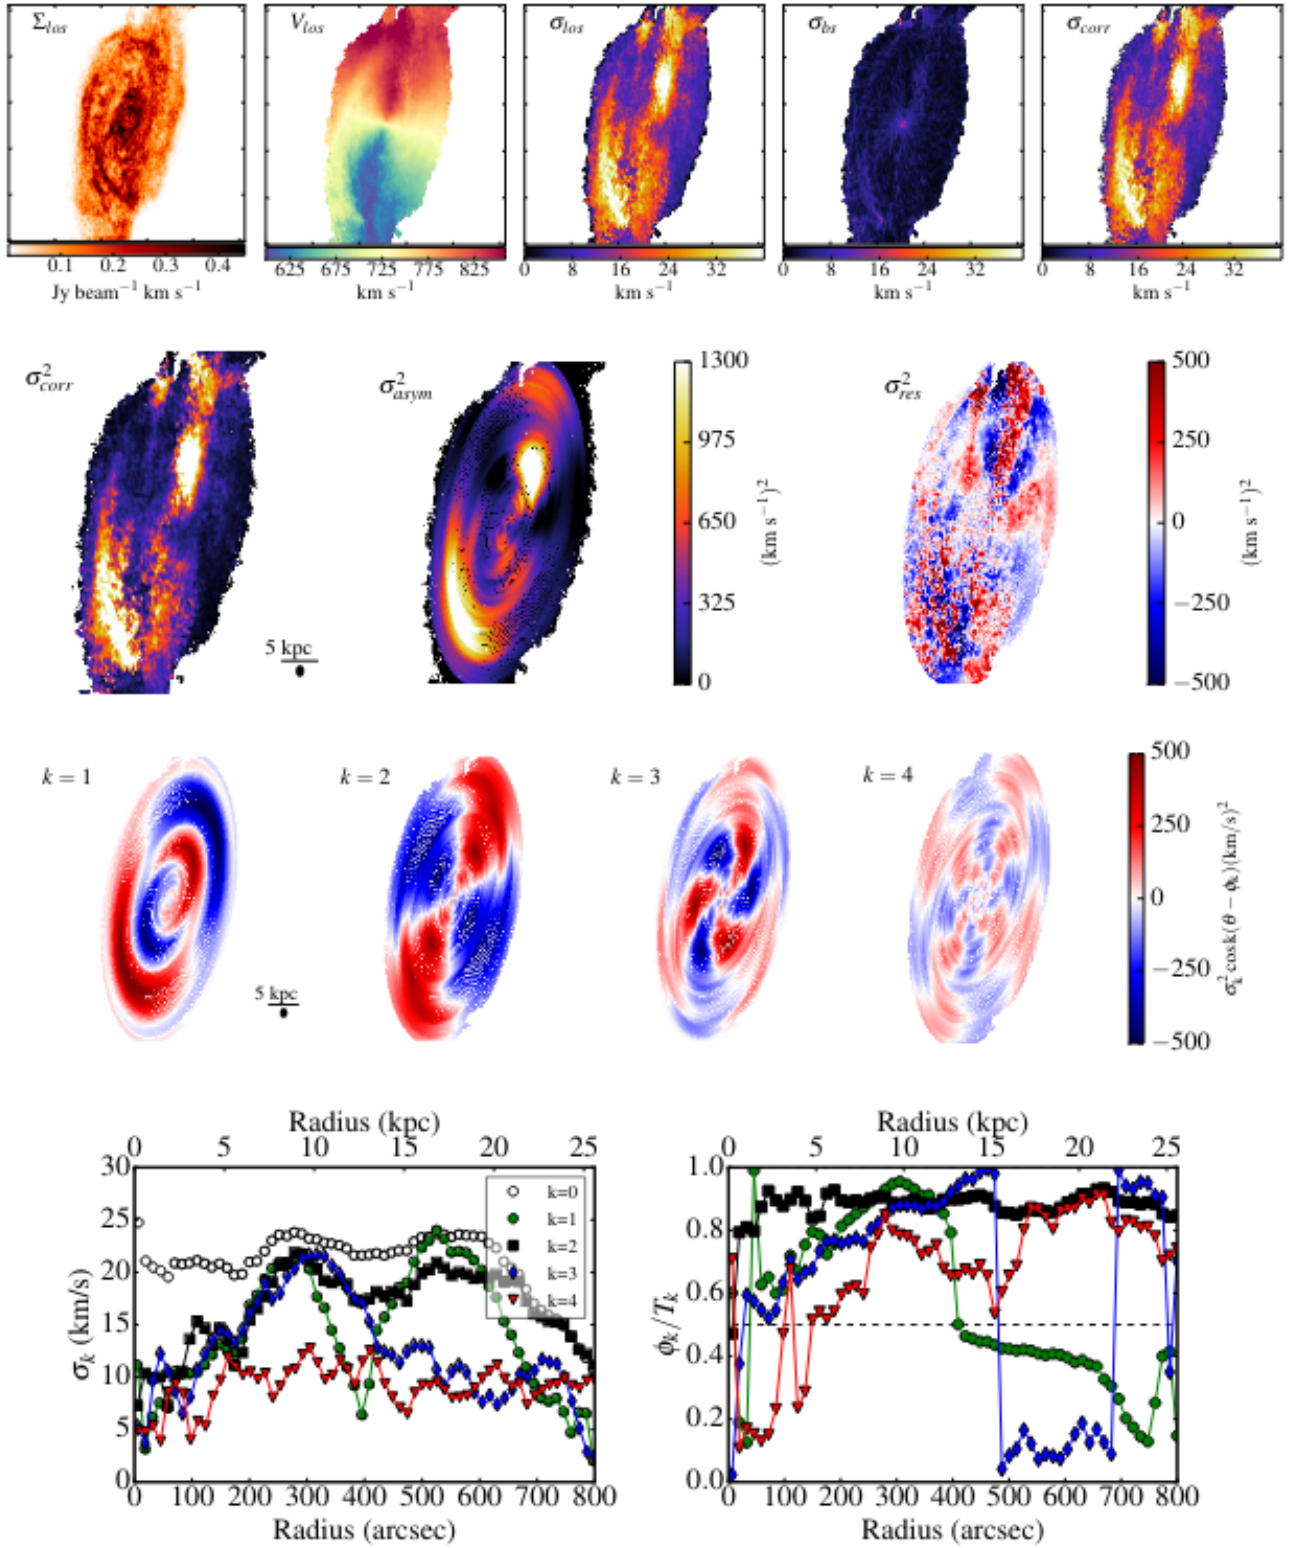 Σlos Vlos σlos σbs σcorr
0.1 0.2 0.4 625 675 725 775 825 0 8 16 24 32 0 8 16 24 32 0 8 16 24 32
Jy beam⁻¹ km s⁻¹ km s⁻¹ km s⁻¹ km s⁻¹ km s⁻¹
σ²corr σ²asym σ²res
1300
975
650
325
0
(km s⁻¹)²
500
250
0
−250
−500
(km s⁻¹)²
5 kpc
k = 1 k = 2 k = 3 k = 4
5 kpc
500
250
0
−250
−500
σk² cos k(θ − ϕk)(km/s)²
Radius (kpc) Radius (kpc)
0 5 10 15 20 25 0 5 10 15 20 25
30
25
20
15
10
5
0
σk (km/s)
k=0
k=1
k=2
k=3
k=4
1.0
0.8
0.6
0.4
0.2
0.0
ϕk/Tk
0 100 200 300 400 500 600 700 800 0 100 200 300 400 500 600 700 800
Radius (arcsec) Radius (arcsec)